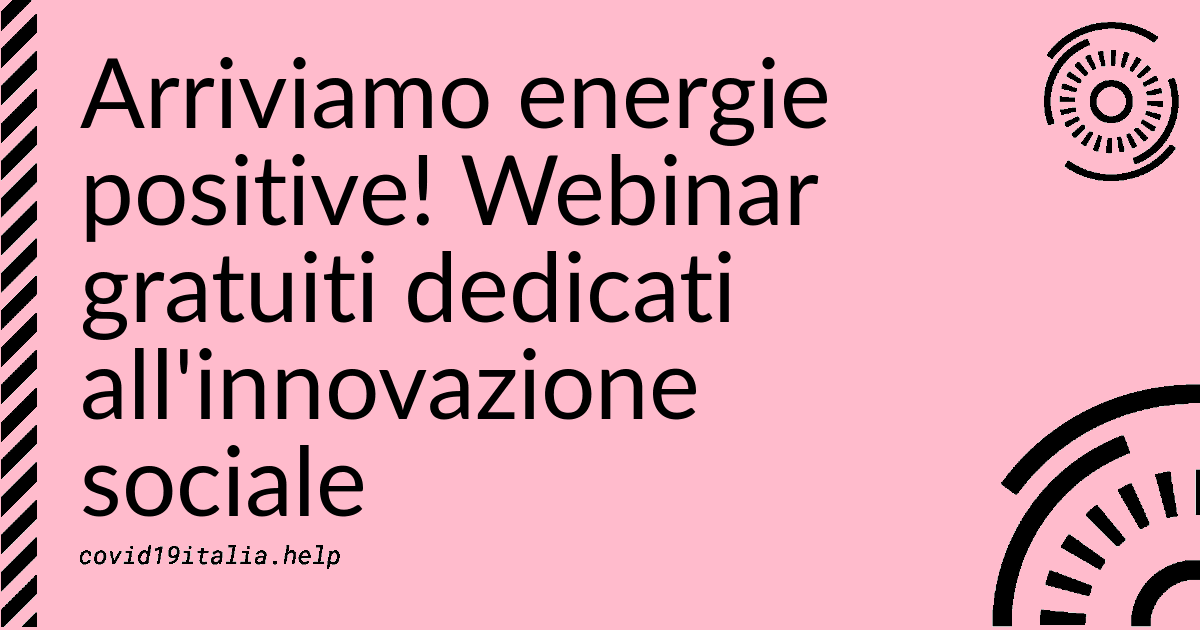 Arriviamo energie
positive! Webinar
gratuiti dedicati
all'innovazione
sociale
covid19italia.help